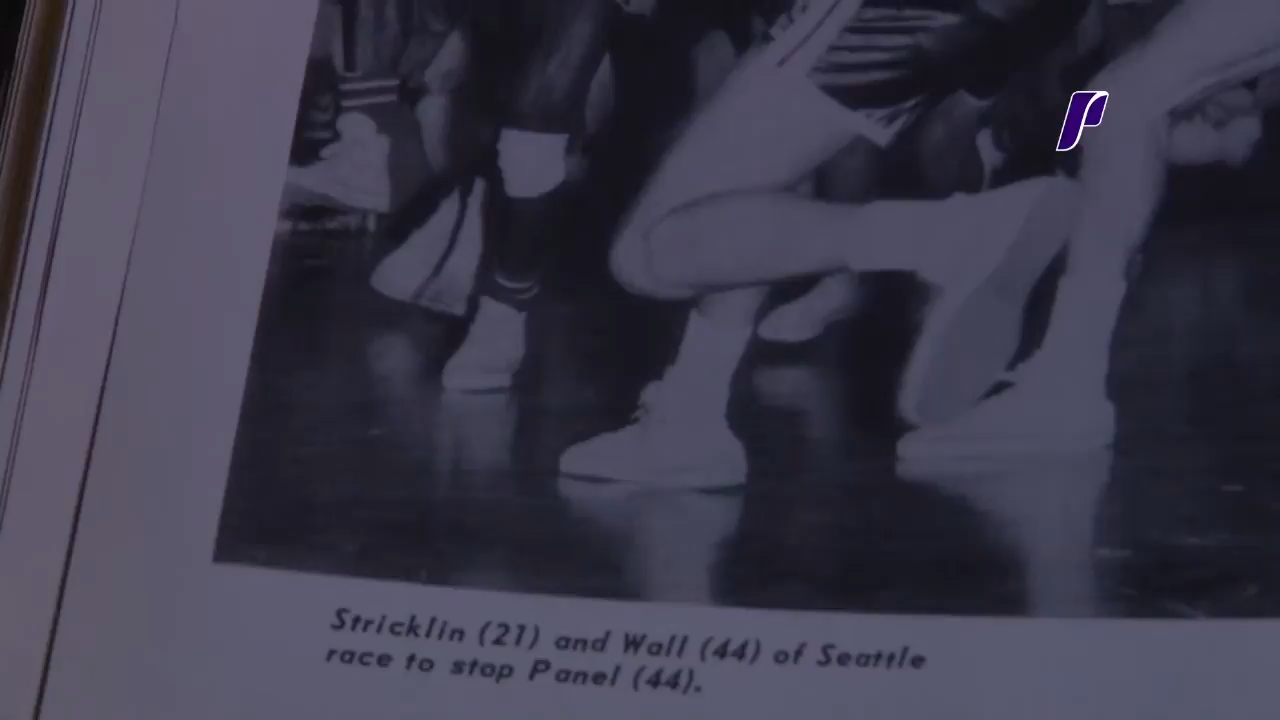 Stricklin (21) and Wall (44) of Seattle
race to stop Panel (44).